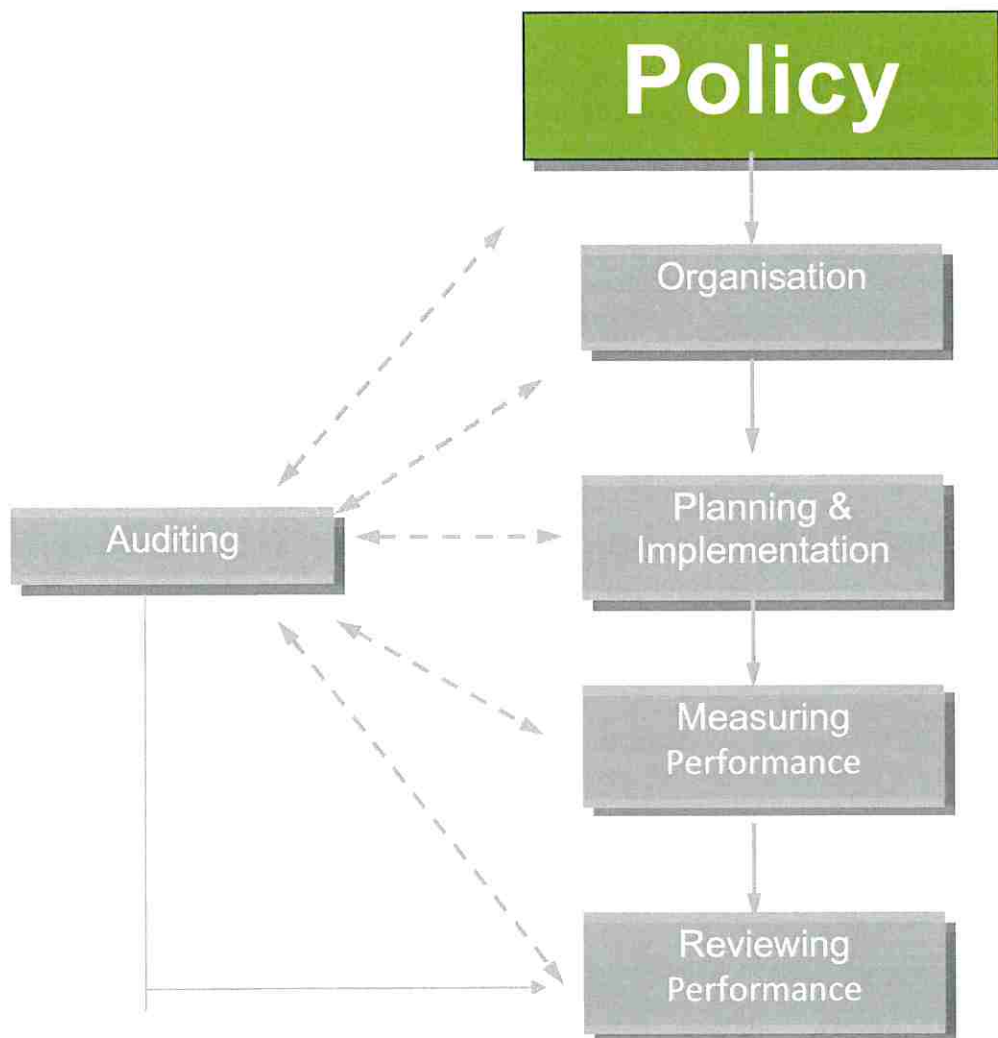 Policy
Organisation
Auditing
Planning &
Implementation
Measuring
Performance
Reviewing
Performance